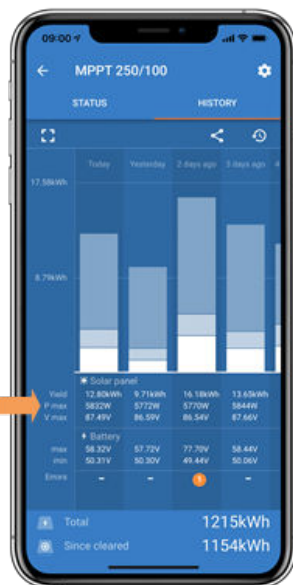 09:00
MPPT 250/100
STATUS HISTORY
Today Yesterday 2 days ago 3 days ago 4
17.58kWh
8.79kWh
Solar panel
Yield 12.80kWh 9.71kWh 16.18kWh 13.65kWh
P max 5832W 5772W 5770W 5844W
V max 87.49V 86.59V 86.54V 87.66V
Battery
max 58.32V 57.72V 77.70V 58.44V
min 50.31V 50.30V 49.44V 50.06V
Errors – – 1 –
Total 1215kWh
Since cleared 1154kWh